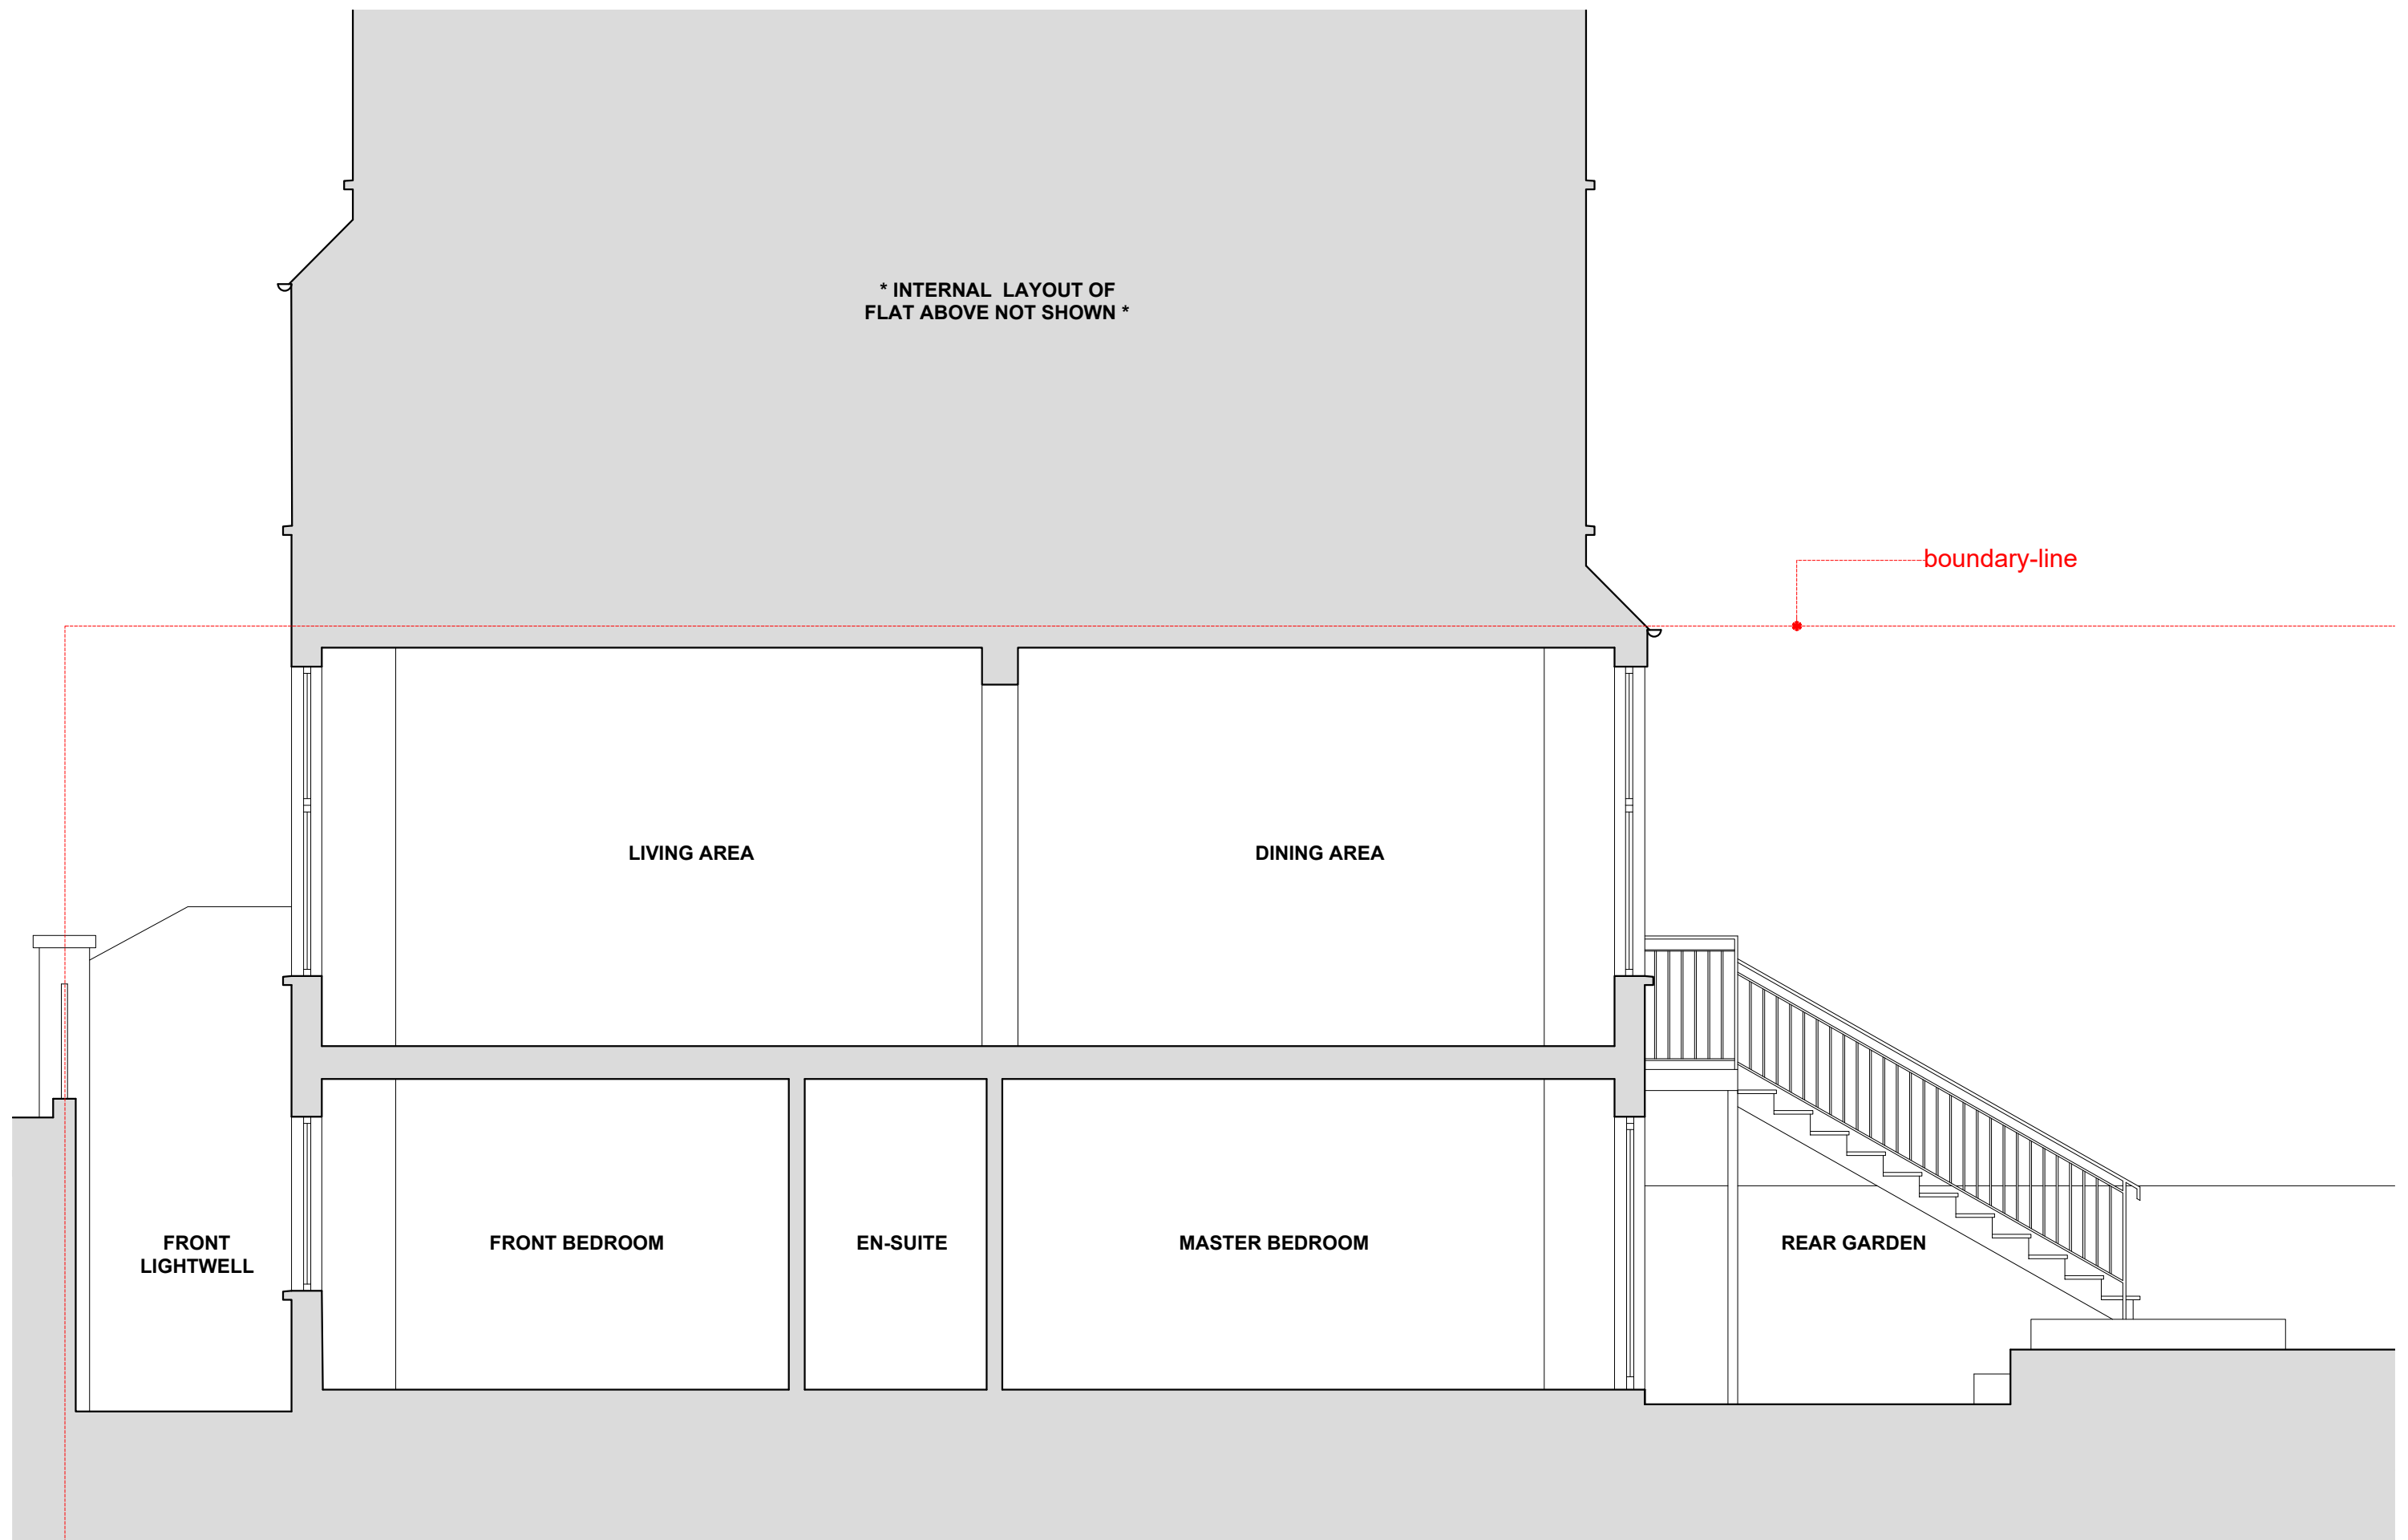 * INTERNAL  LAYOUT OF
FLAT ABOVE NOT SHOWN *
boundary-line
LIVING AREA
DINING AREA
FRONT
LIGHTWELL
FRONT BEDROOM
EN-SUITE
MASTER BEDROOM
REAR GARDEN